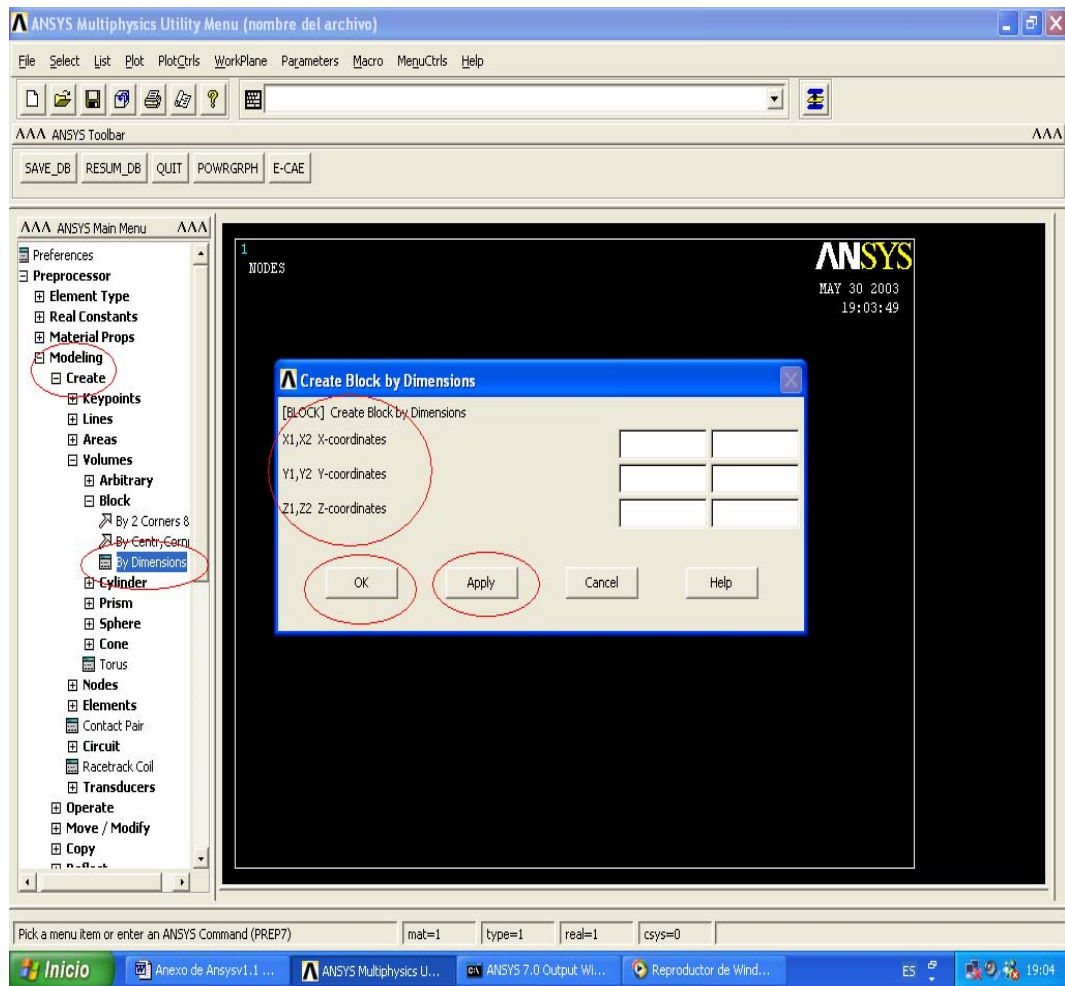 ANSYS Multiphysics Utility Menu (nombre del archivo)
File Select List Plot PlotCtrls WorkPlane Parameters Macro MenuCtrls Help
ANSYS Toolbar
SAVE_DB RESUM_DB QUIT POWRGRPH E-CAE
ANSYS Main Menu
Preferences
Preprocessor
Element Type
Real Constants
Material Props
Modeling
Create
Keypoints
Lines
Areas
Volumes
Arbitrary
Block
By 2 Corners &
By Centr,Corn
By Dimensions
Cylinder
Prism
Sphere
Cone
Torus
Nodes
Elements
Contact Pair
Circuit
Racetrack Coil
Transducers
Operate
Move / Modify
Copy
Reflect
1
NODES
ANSYS
MAY 30 2003
19:03:49
Create Block by Dimensions
[BLOCK] Create Block by Dimensions
X1,X2 X-coordinates
Y1,Y2 Y-coordinates
Z1,Z2 Z-coordinates
OK Apply Cancel Help
Pick a menu item or enter an ANSYS Command (PREP7) mat=1 type=1 real=1 csys=0
Inicio Anexo de Ansysv1.1 ... ANSYS Multiphysics U... ANSYS 7.0 Output Wi... Reproductor de Wind... ES 19:04